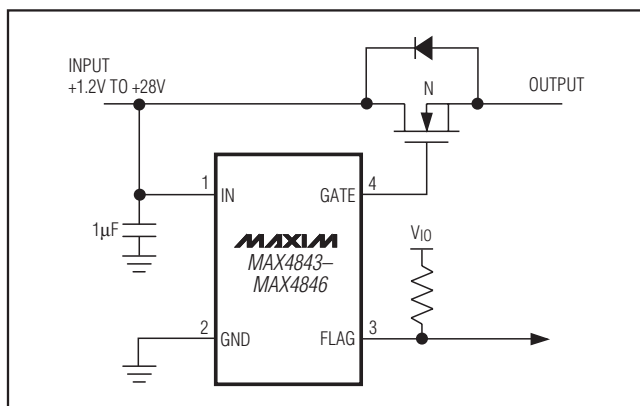 INPUT
+1.2V TO +28V
N
OUTPUT
1
IN
GATE
4
1µF
MAXIM
MAX4843–
MAX4846
VIO
2
GND
FLAG
3